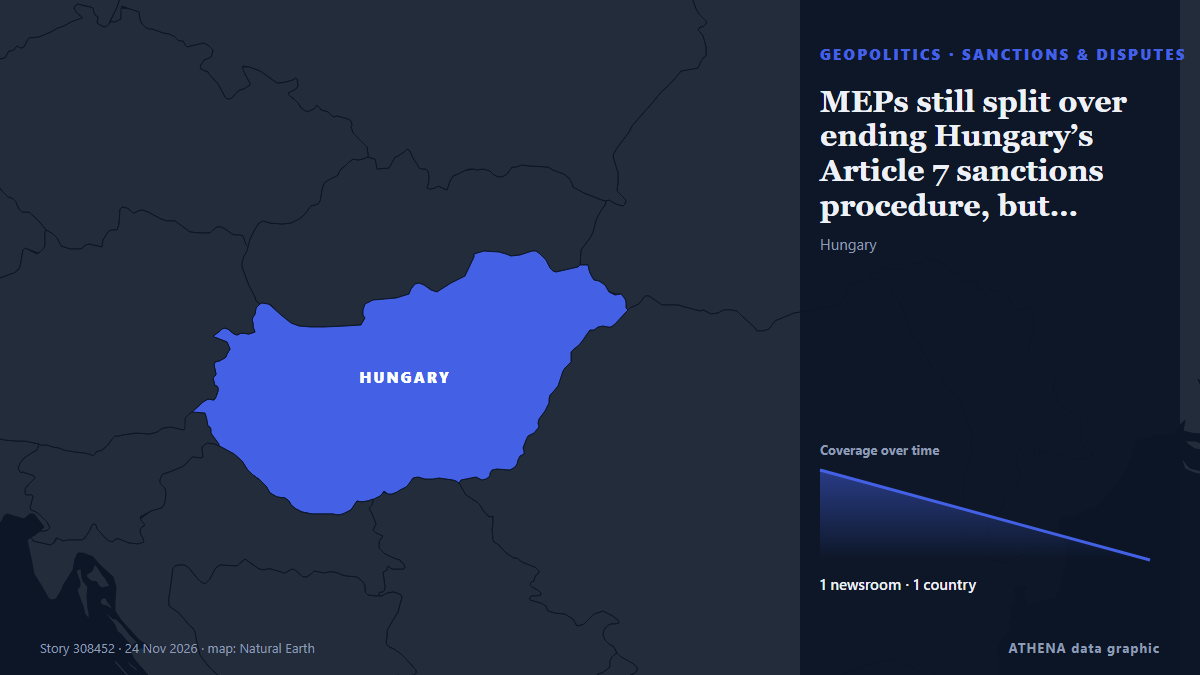 GEOPOLITICS · SANCTIONS & DISPUTES
MEPs still split over
ending Hungary’s
Article 7 sanctions
procedure, but…
Hungary
HUNGARY
Coverage over time
1 newsroom · 1 country
Story 308452 · 24 Nov 2026 · map: Natural Earth
ATHENA data graphic